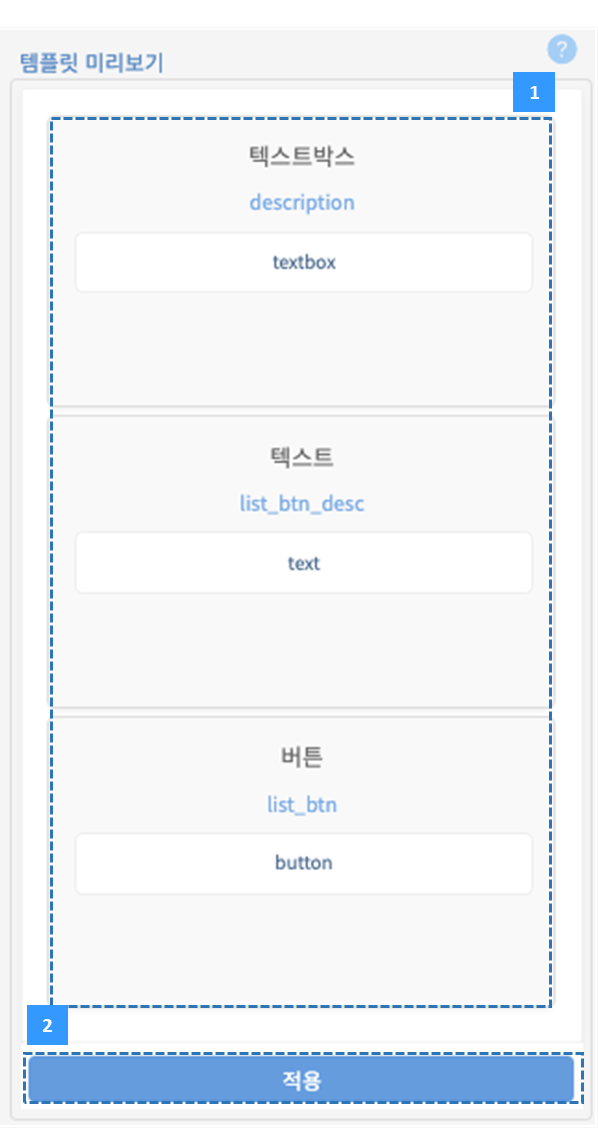 템플릿 미리보기
?
1
텍스트박스
description
textbox
텍스트
list_btn_desc
text
버튼
list_btn
button
2
적용